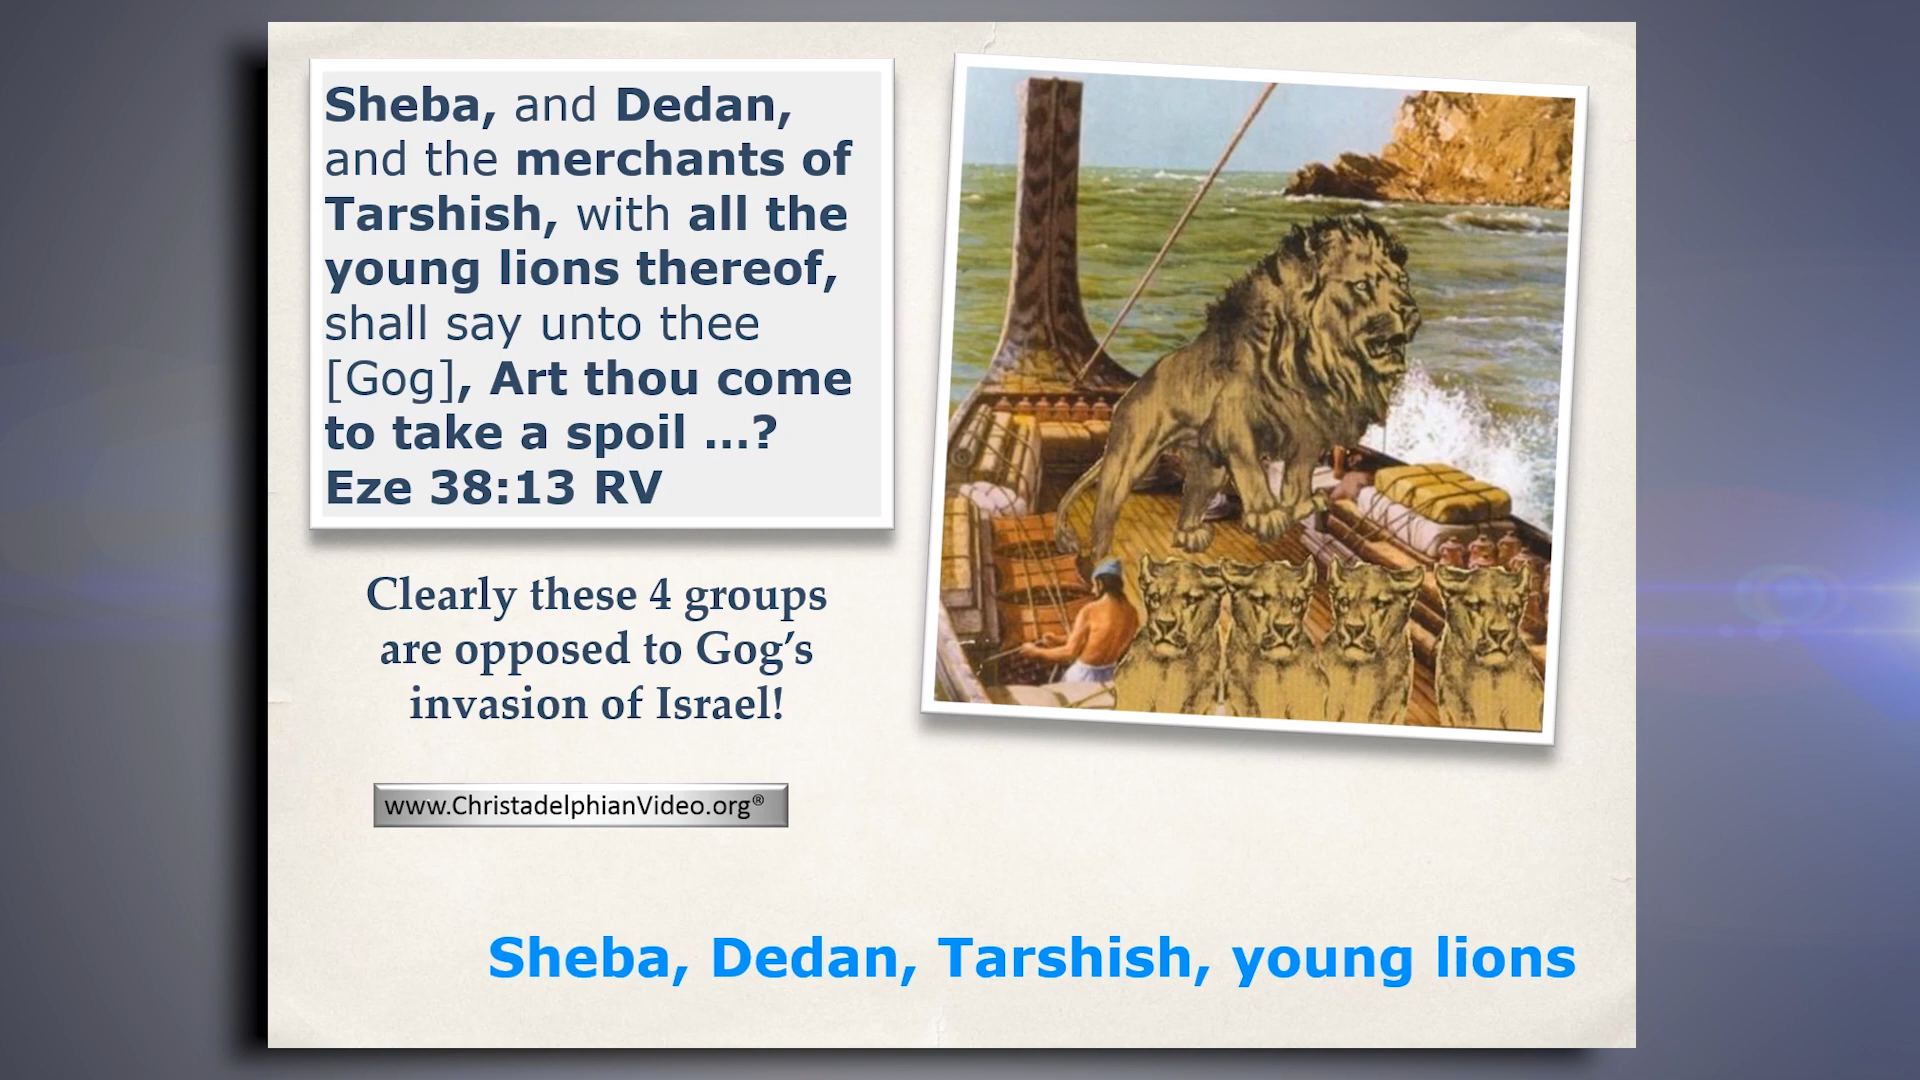 Sheba, and Dedan,
and the merchants of
Tarshish, with all the
young lions thereof,
shall say unto thee
[Gog], Art thou come
to take a spoil ...?
Eze 38:13 RV
Clearly these 4 groups
are opposed to Gog’s
invasion of Israel!
www.ChristadelphianVideo.org®
Sheba, Dedan, Tarshish, young lions